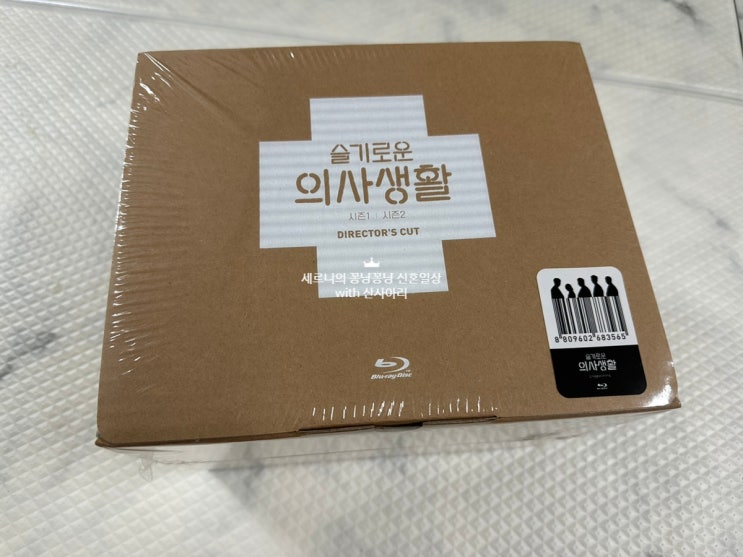 슬기로운
의사생활
시즌1 | 시즌2
DIRECTOR'S CUT
세르니의 꽁냥꽁냥 신혼일상
with 신사아리
Blu-ray Disc
8 809602 683565
슬기로운
의사생활